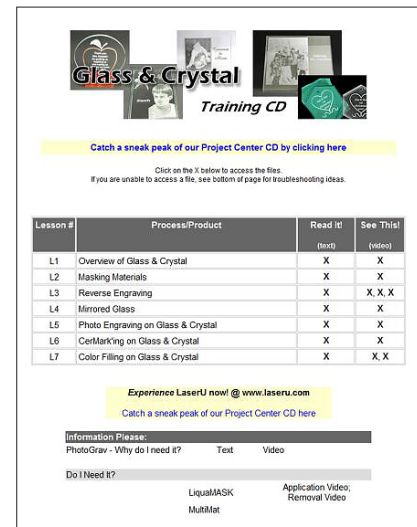 Glass & Crystal
Training CD
Catch a sneak peak of our Project Center CD by clicking here
Click on the X below to access the files.
If you are unable to access a file, see bottom of page for troubleshooting ideas.
Lesson # Process/Product Read it! See This!
(text) (video)
L1 Overview of Glass & Crystal X X
L2 Masking Materials X X
L3 Reverse Engraving X X, X, X
L4 Mirrored Glass X X
L5 Photo Engraving on Glass & Crystal X X
L6 CerMark'ing on Glass & Crystal X X
L7 Color Filling on Glass & Crystal X X, X
Experience LaserU now! @ www.laseru.com
Catch a sneak peak of our Project Center CD here
Information Please:
PhotoGrav - Why do I need it? Text Video
Do I Need It?
LiquaMASK Application Video;
Removal Video
MultiMat